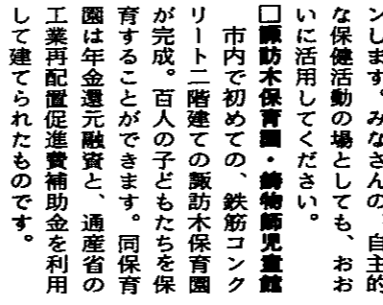 ンします。みなさんの、自主的
な保健活動の場としても、おお
いに活用してください。
□諏訪木保育園・鋳物師児童館
市内で初めての、鉄筋コンク
リート二階建ての諏訪木保育園
が完成。百人の子どもたちを保
育することができます。同保育
園は年金還元融資と、通産省の
工業再配置促進費補助金を利用
して建てられたものです。